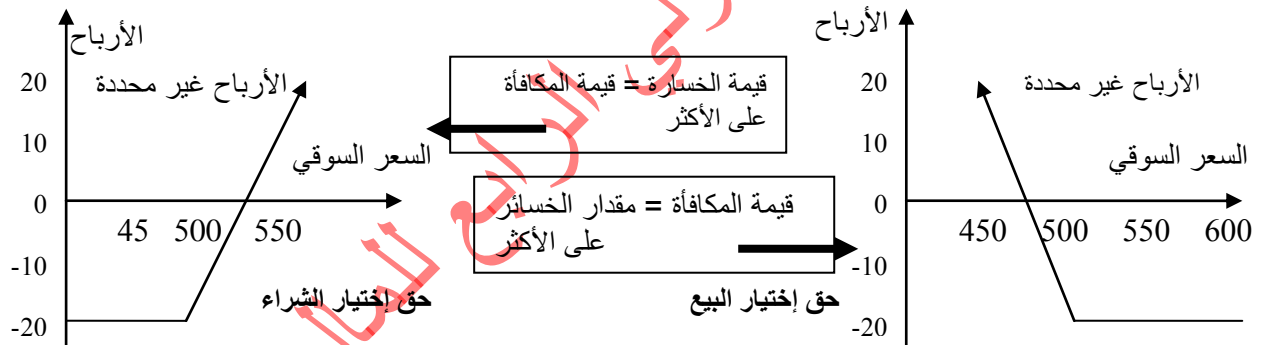 الأرباح
20
10
0
-10
-20
الأرباح غير محددة
السعر السوقي
45 500 550
حق إختيار الشراء
قيمة الخسارة = قيمة المكافأة
على الأكثر
قيمة المكافأة = مقدار الخسائر
على الأكثر
الأرباح
20
10
0
-10
-20
الأرباح غير محددة
السعر السوقي
450 500 550 600
حق إختيار البيع
الرابع